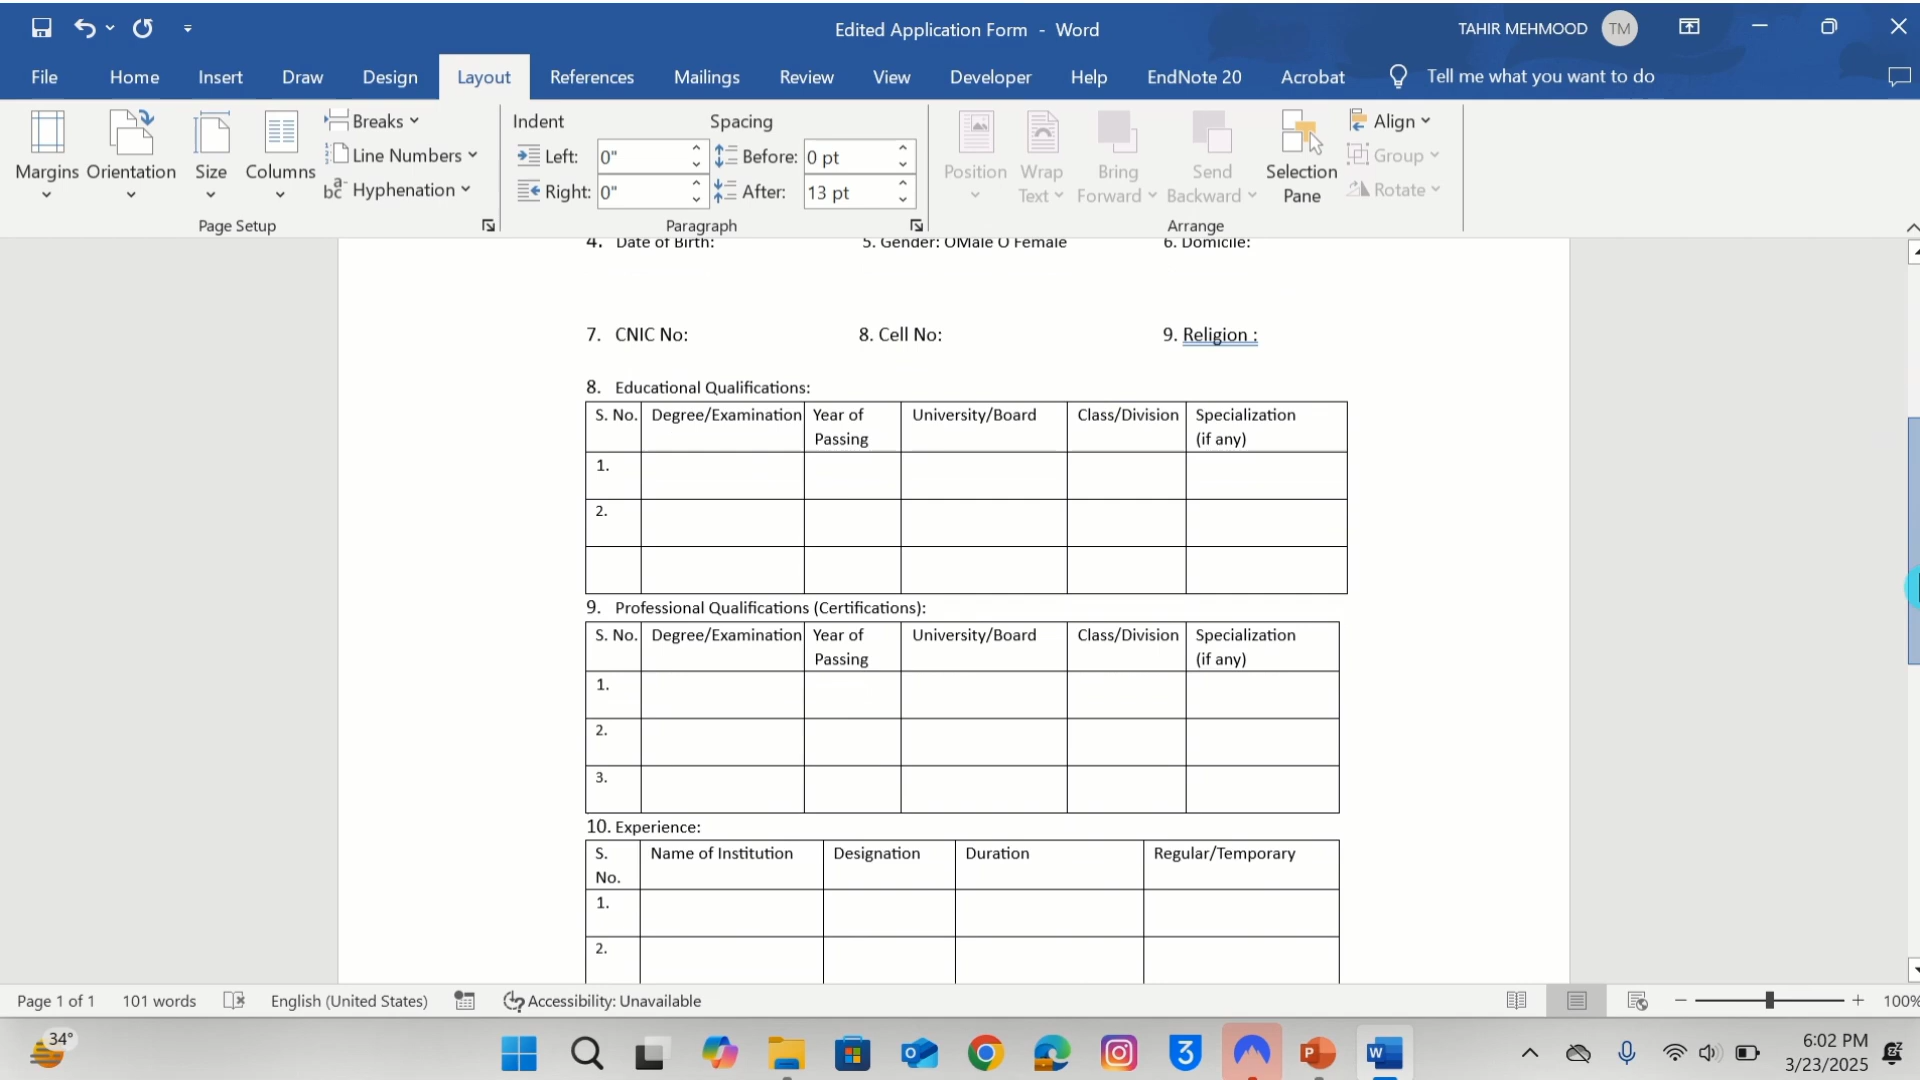 Edited Application Form - Word
TAHIR MEHMOOD TM
File Home Insert Draw Design Layout References Mailings Review View Developer Help EndNote 20 Acrobat Tell me what you want to do
Margins Orientation Size Columns
Breaks
Line Numbers
Hyphenation
Page Setup
Indent Spacing
Left: 0" Before: 0 pt
Right: 0" After: 13 pt
Paragraph
Position Wrap Text Bring Forward Send Backward Selection Pane
Align
Group
Rotate
Arrange
4. Date of Birth: 5. Gender: OMale O Female 6. Domicile:
7. CNIC No: 8. Cell No: 9. Religion :
8. Educational Qualifications:
S. No. Degree/Examination Year of Passing University/Board Class/Division Specialization (if any)
1.
2.
9. Professional Qualifications (Certifications):
S. No. Degree/Examination Year of Passing University/Board Class/Division Specialization (if any)
1.
2.
3.
10. Experience:
S. No. Name of Institution Designation Duration Regular/Temporary
1.
2.
Page 1 of 1 101 words English (United States) Accessibility: Unavailable 100%
34°
6:02 PM
3/23/2025